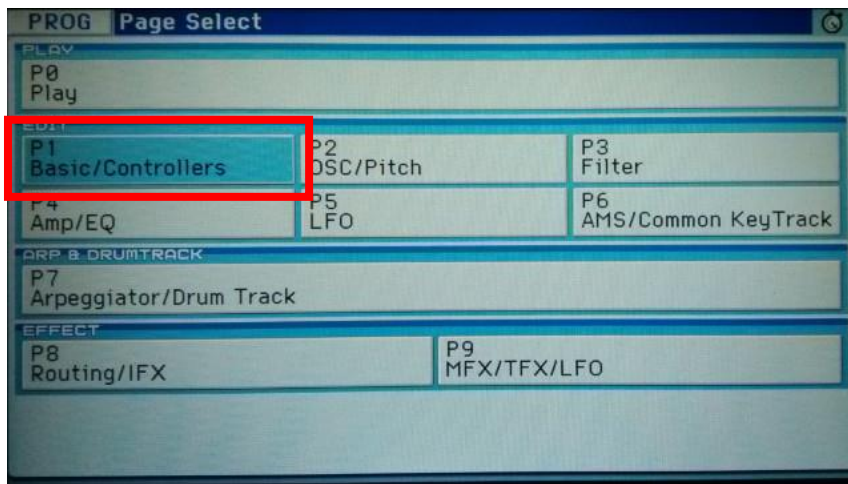 PROG Page Select
PLAY
P0
Play
EDIT
P1
Basic/Controllers
P2
OSC/Pitch
P3
Filter
P4
Amp/EQ
P5
LFO
P6
AMS/Common KeyTrack
ARP & DRUMTRACK
P7
Arpeggiator/Drum Track
EFFECT
P8
Routing/IFX
P9
MFX/TFX/LFO